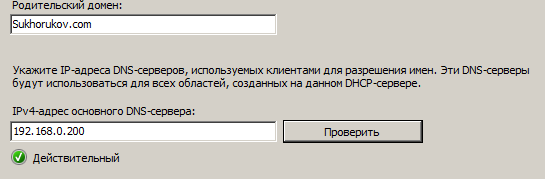 Родительский домен:
Sukhorukov.com
Укажите IP-адреса DNS-серверов, используемых клиентами для разрешения имен. Эти DNS-серверы
будут использоваться для всех областей, созданных на данном DHCP-сервере.
IPv4-адрес основного DNS-сервера:
192.168.0.200 Проверить
Действительный